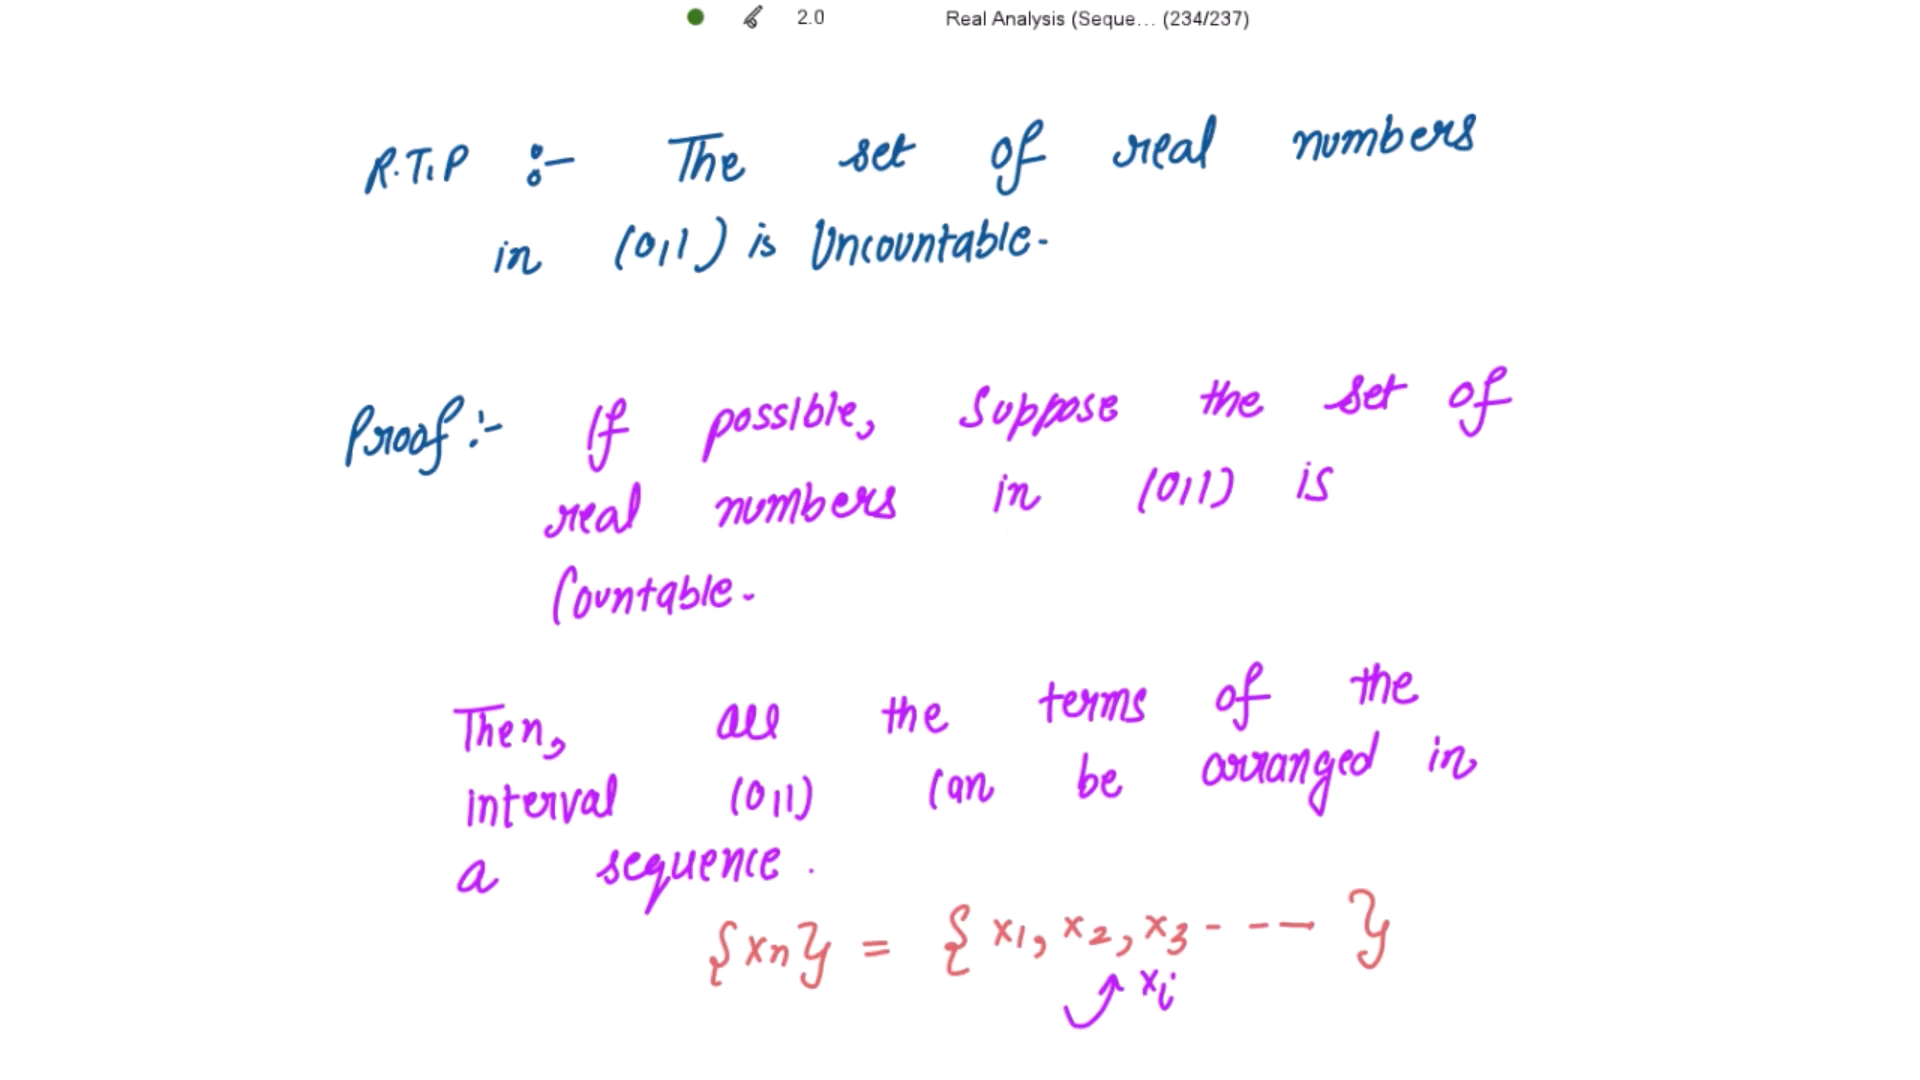 2.0 Real Analysis (Seque... (234/237)
R.T.P :- The set of real numbers
in (0,1) is Uncountable.
Proof :- If possible, Suppose the set of
real numbers in (0,1) is
Countable.
Then, all the terms of the
interval (0,1) can be arranged in
a sequence.
{xn} = {x1, x2, x3 - - - }
xi